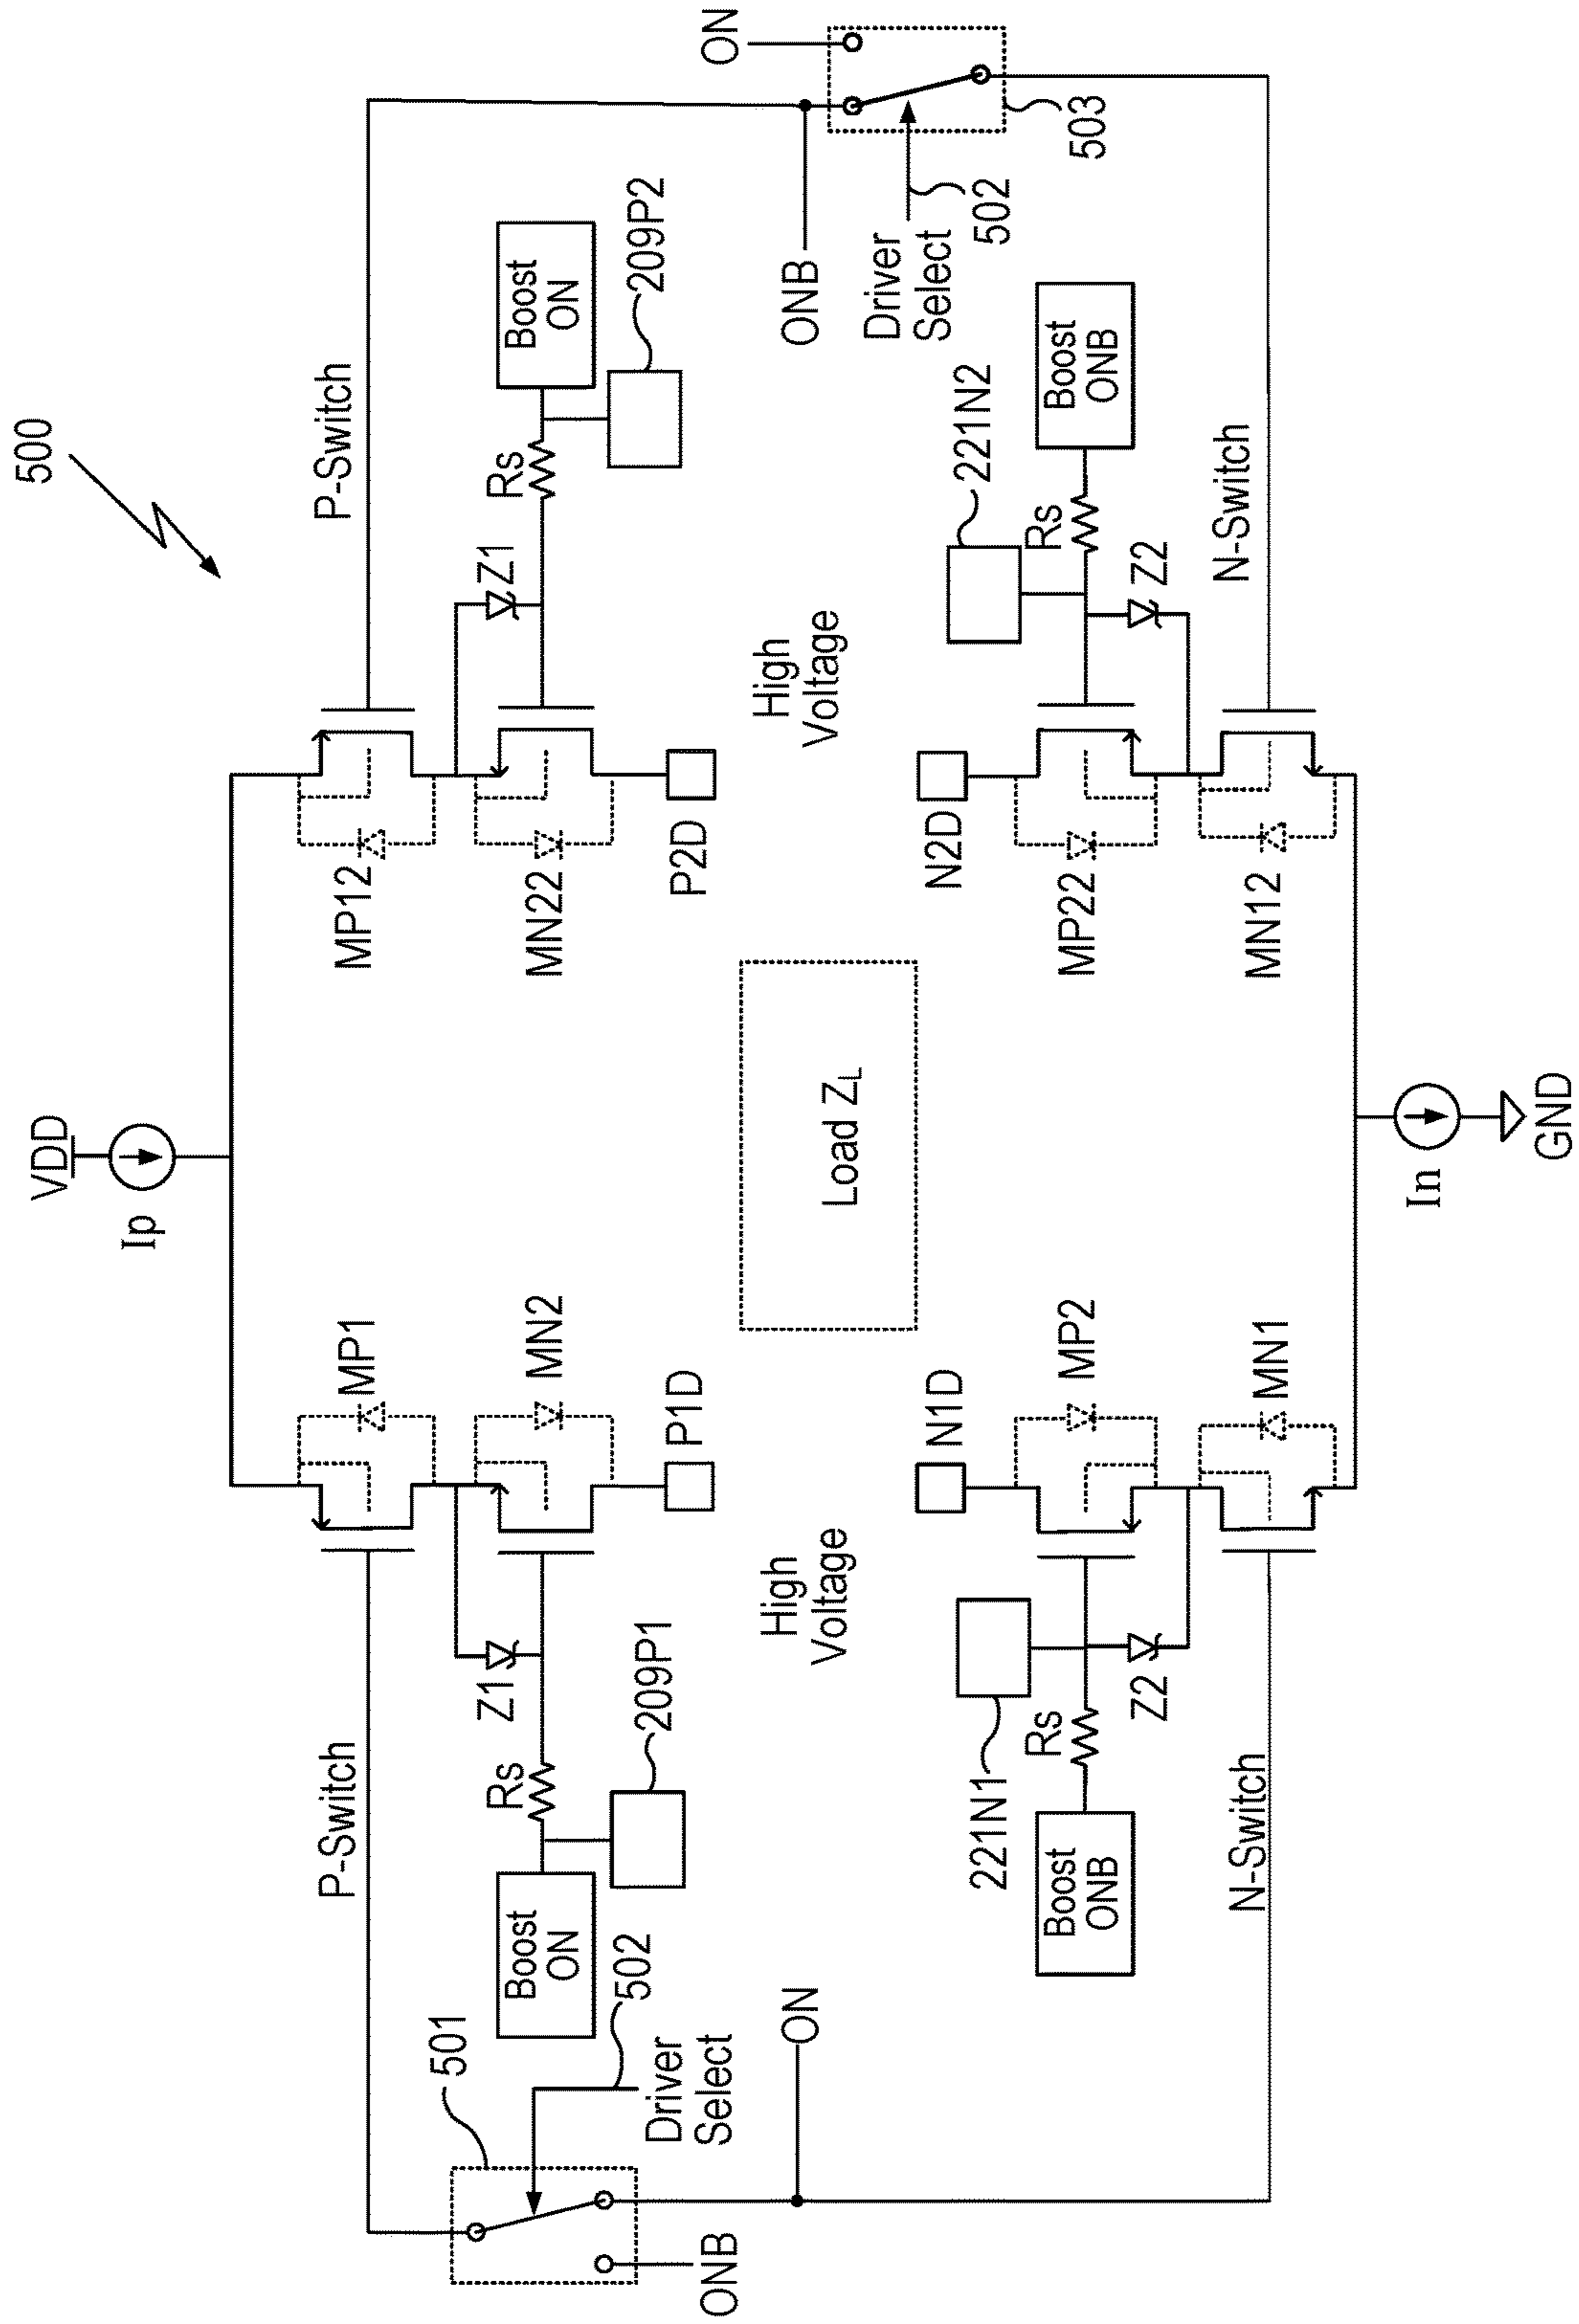 500
VDD
Ip
P-Switch
P-Switch
MP1
MP12
501
ONB
Driver
Select
502
Boost
ON
Rs
209P1
Z1
MN2
P1D
MN22
P2D
Z1
Rs
Boost
ON
209P2
High
Voltage
High
Voltage
Load ZL
ON
ONB
ON
Driver
Select
502
503
N1D
MP2
N2D
MP22
221N1
Boost
ONB
Rs
Z2
221N2
Rs
Boost
ONB
Z2
N-Switch
N-Switch
MN1
MN12
In
GND